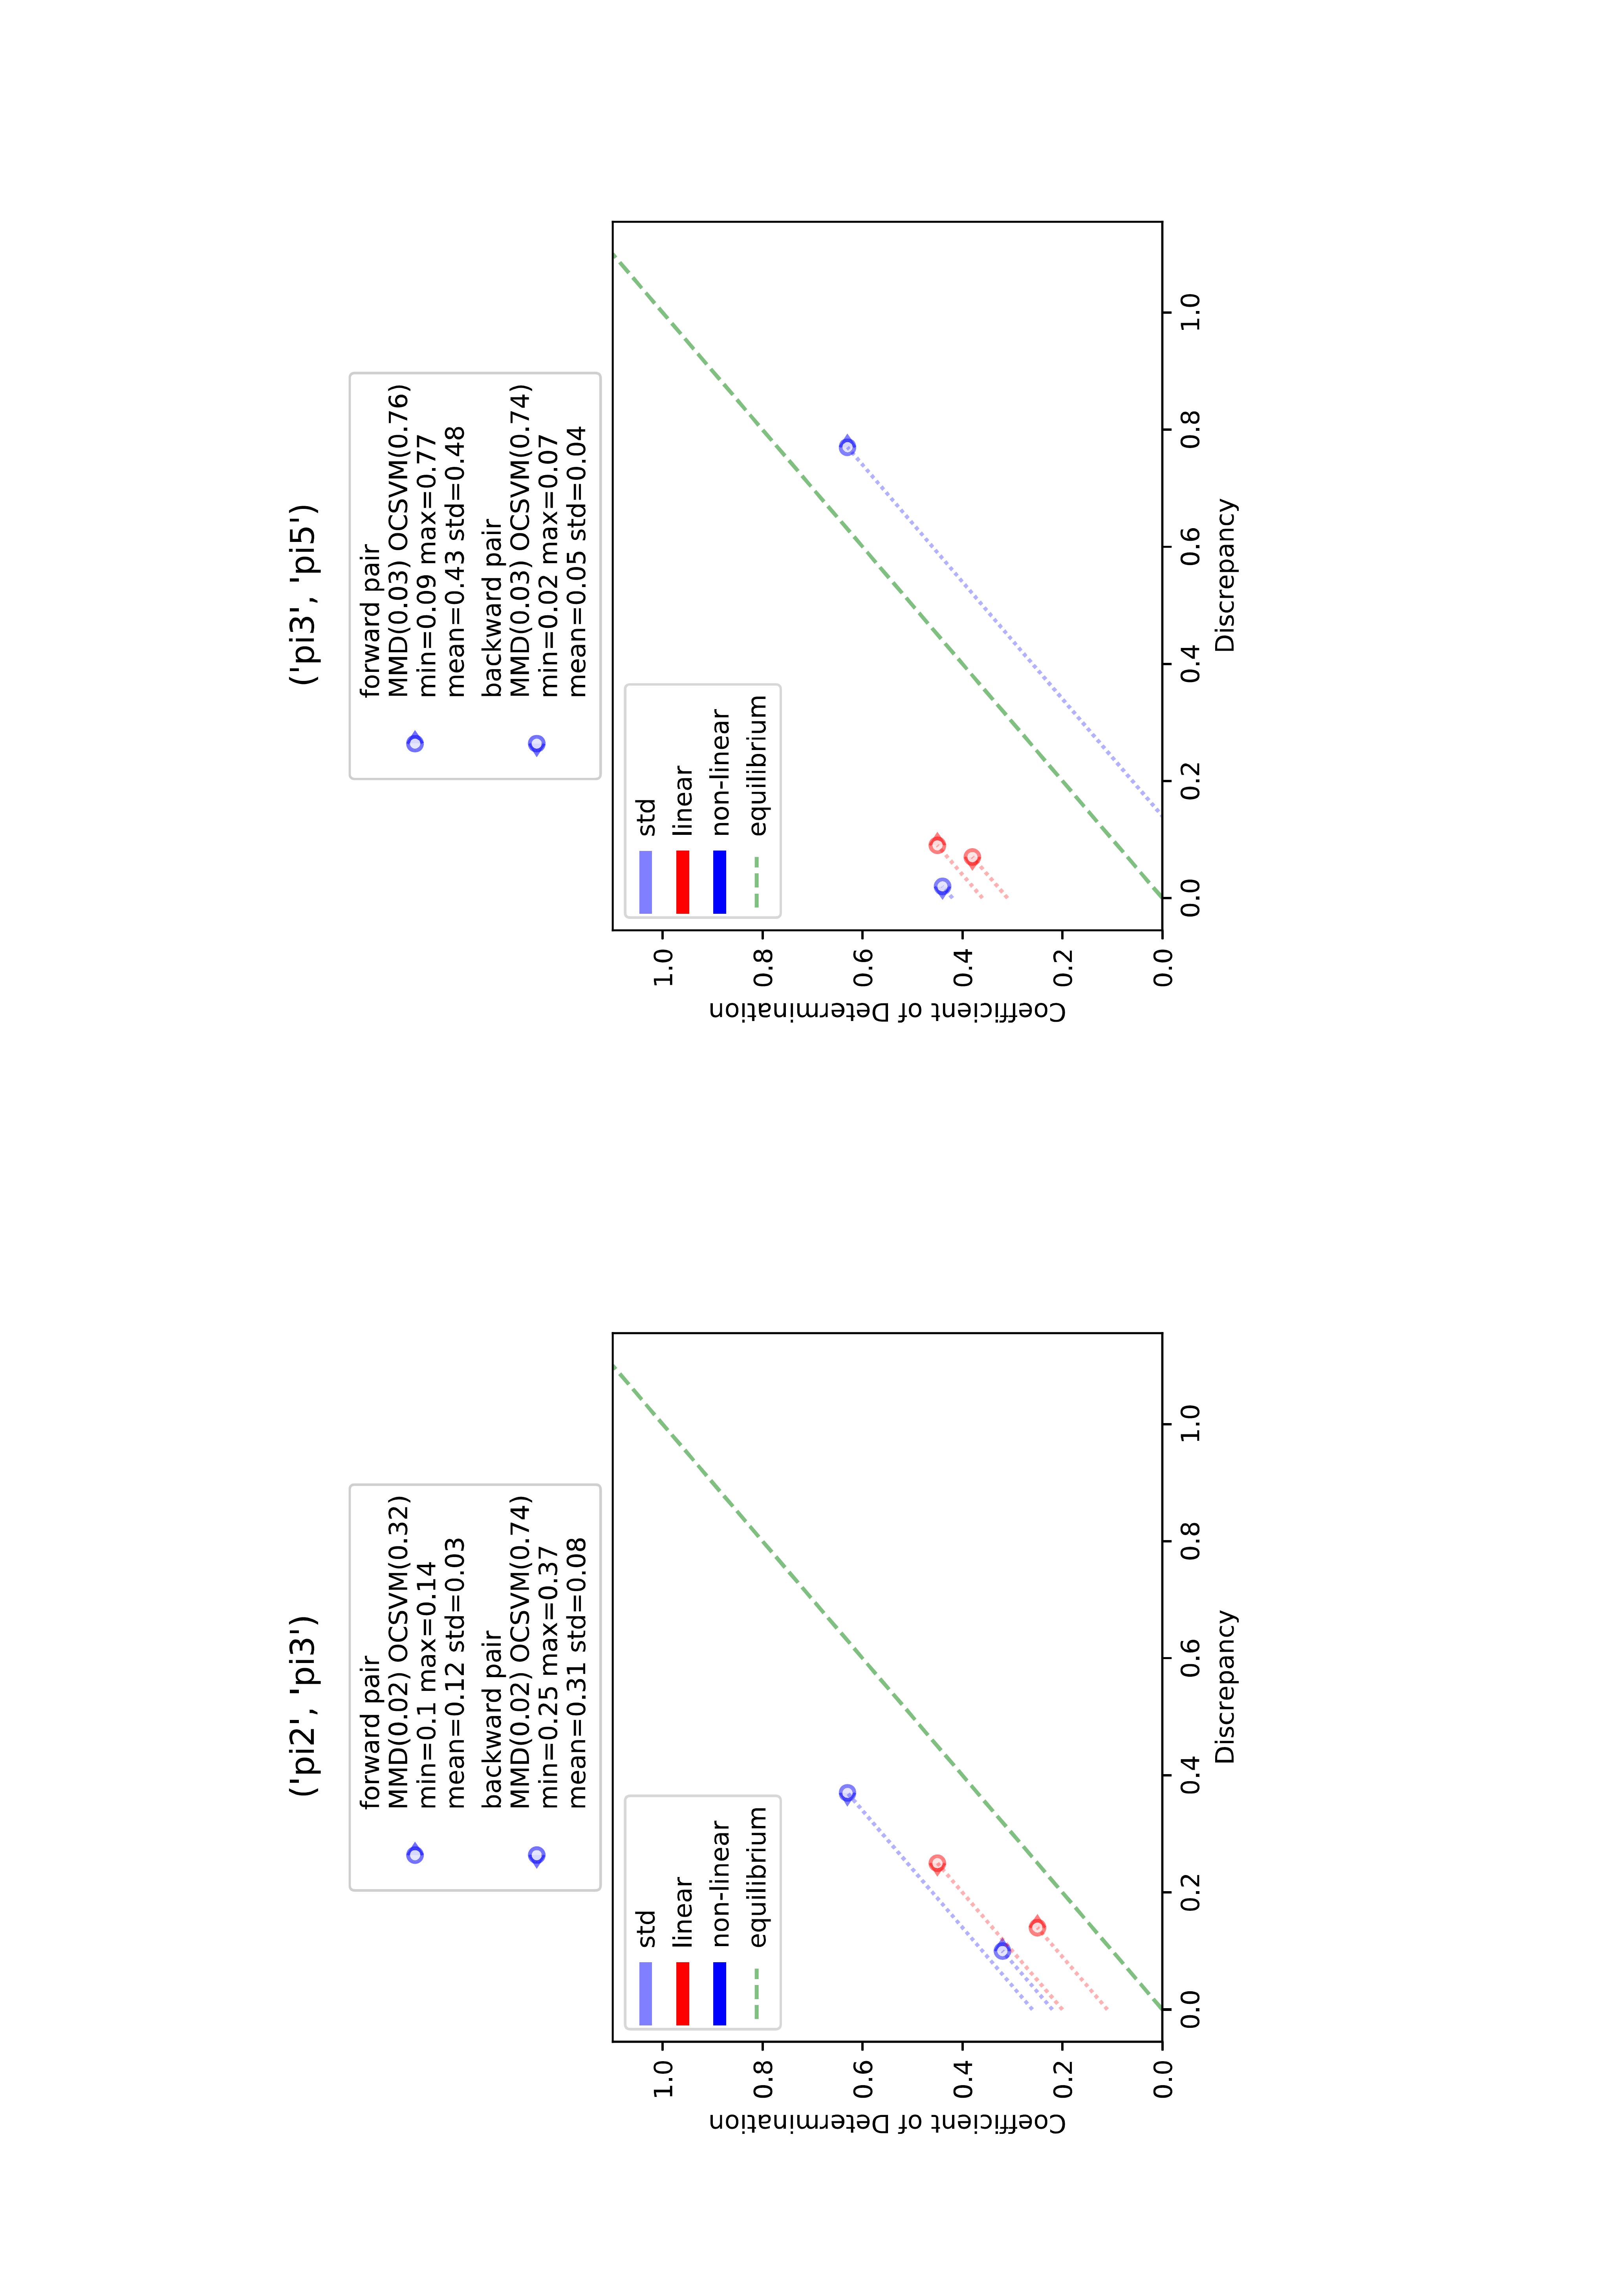 ('pi2', 'pi3')
forward pair
MMD(0.02) OCSVM(0.32)
min=0.1 max=0.14
mean=0.12 std=0.03
backward pair
MMD(0.02) OCSVM(0.74)
min=0.25 max=0.37
mean=0.31 std=0.08
std
linear
non-linear
equilibrium
1.0
0.8
0.6
0.4
0.2
0.0
Coefficient of Determination
0.0 0.2 0.4 0.6 0.8 1.0
Discrepancy
('pi3', 'pi5')
forward pair
MMD(0.03) OCSVM(0.76)
min=0.09 max=0.77
mean=0.43 std=0.48
backward pair
MMD(0.03) OCSVM(0.74)
min=0.02 max=0.07
mean=0.05 std=0.04
std
linear
non-linear
equilibrium
1.0
0.8
0.6
0.4
0.2
0.0
Coefficient of Determination
0.0 0.2 0.4 0.6 0.8 1.0
Discrepancy